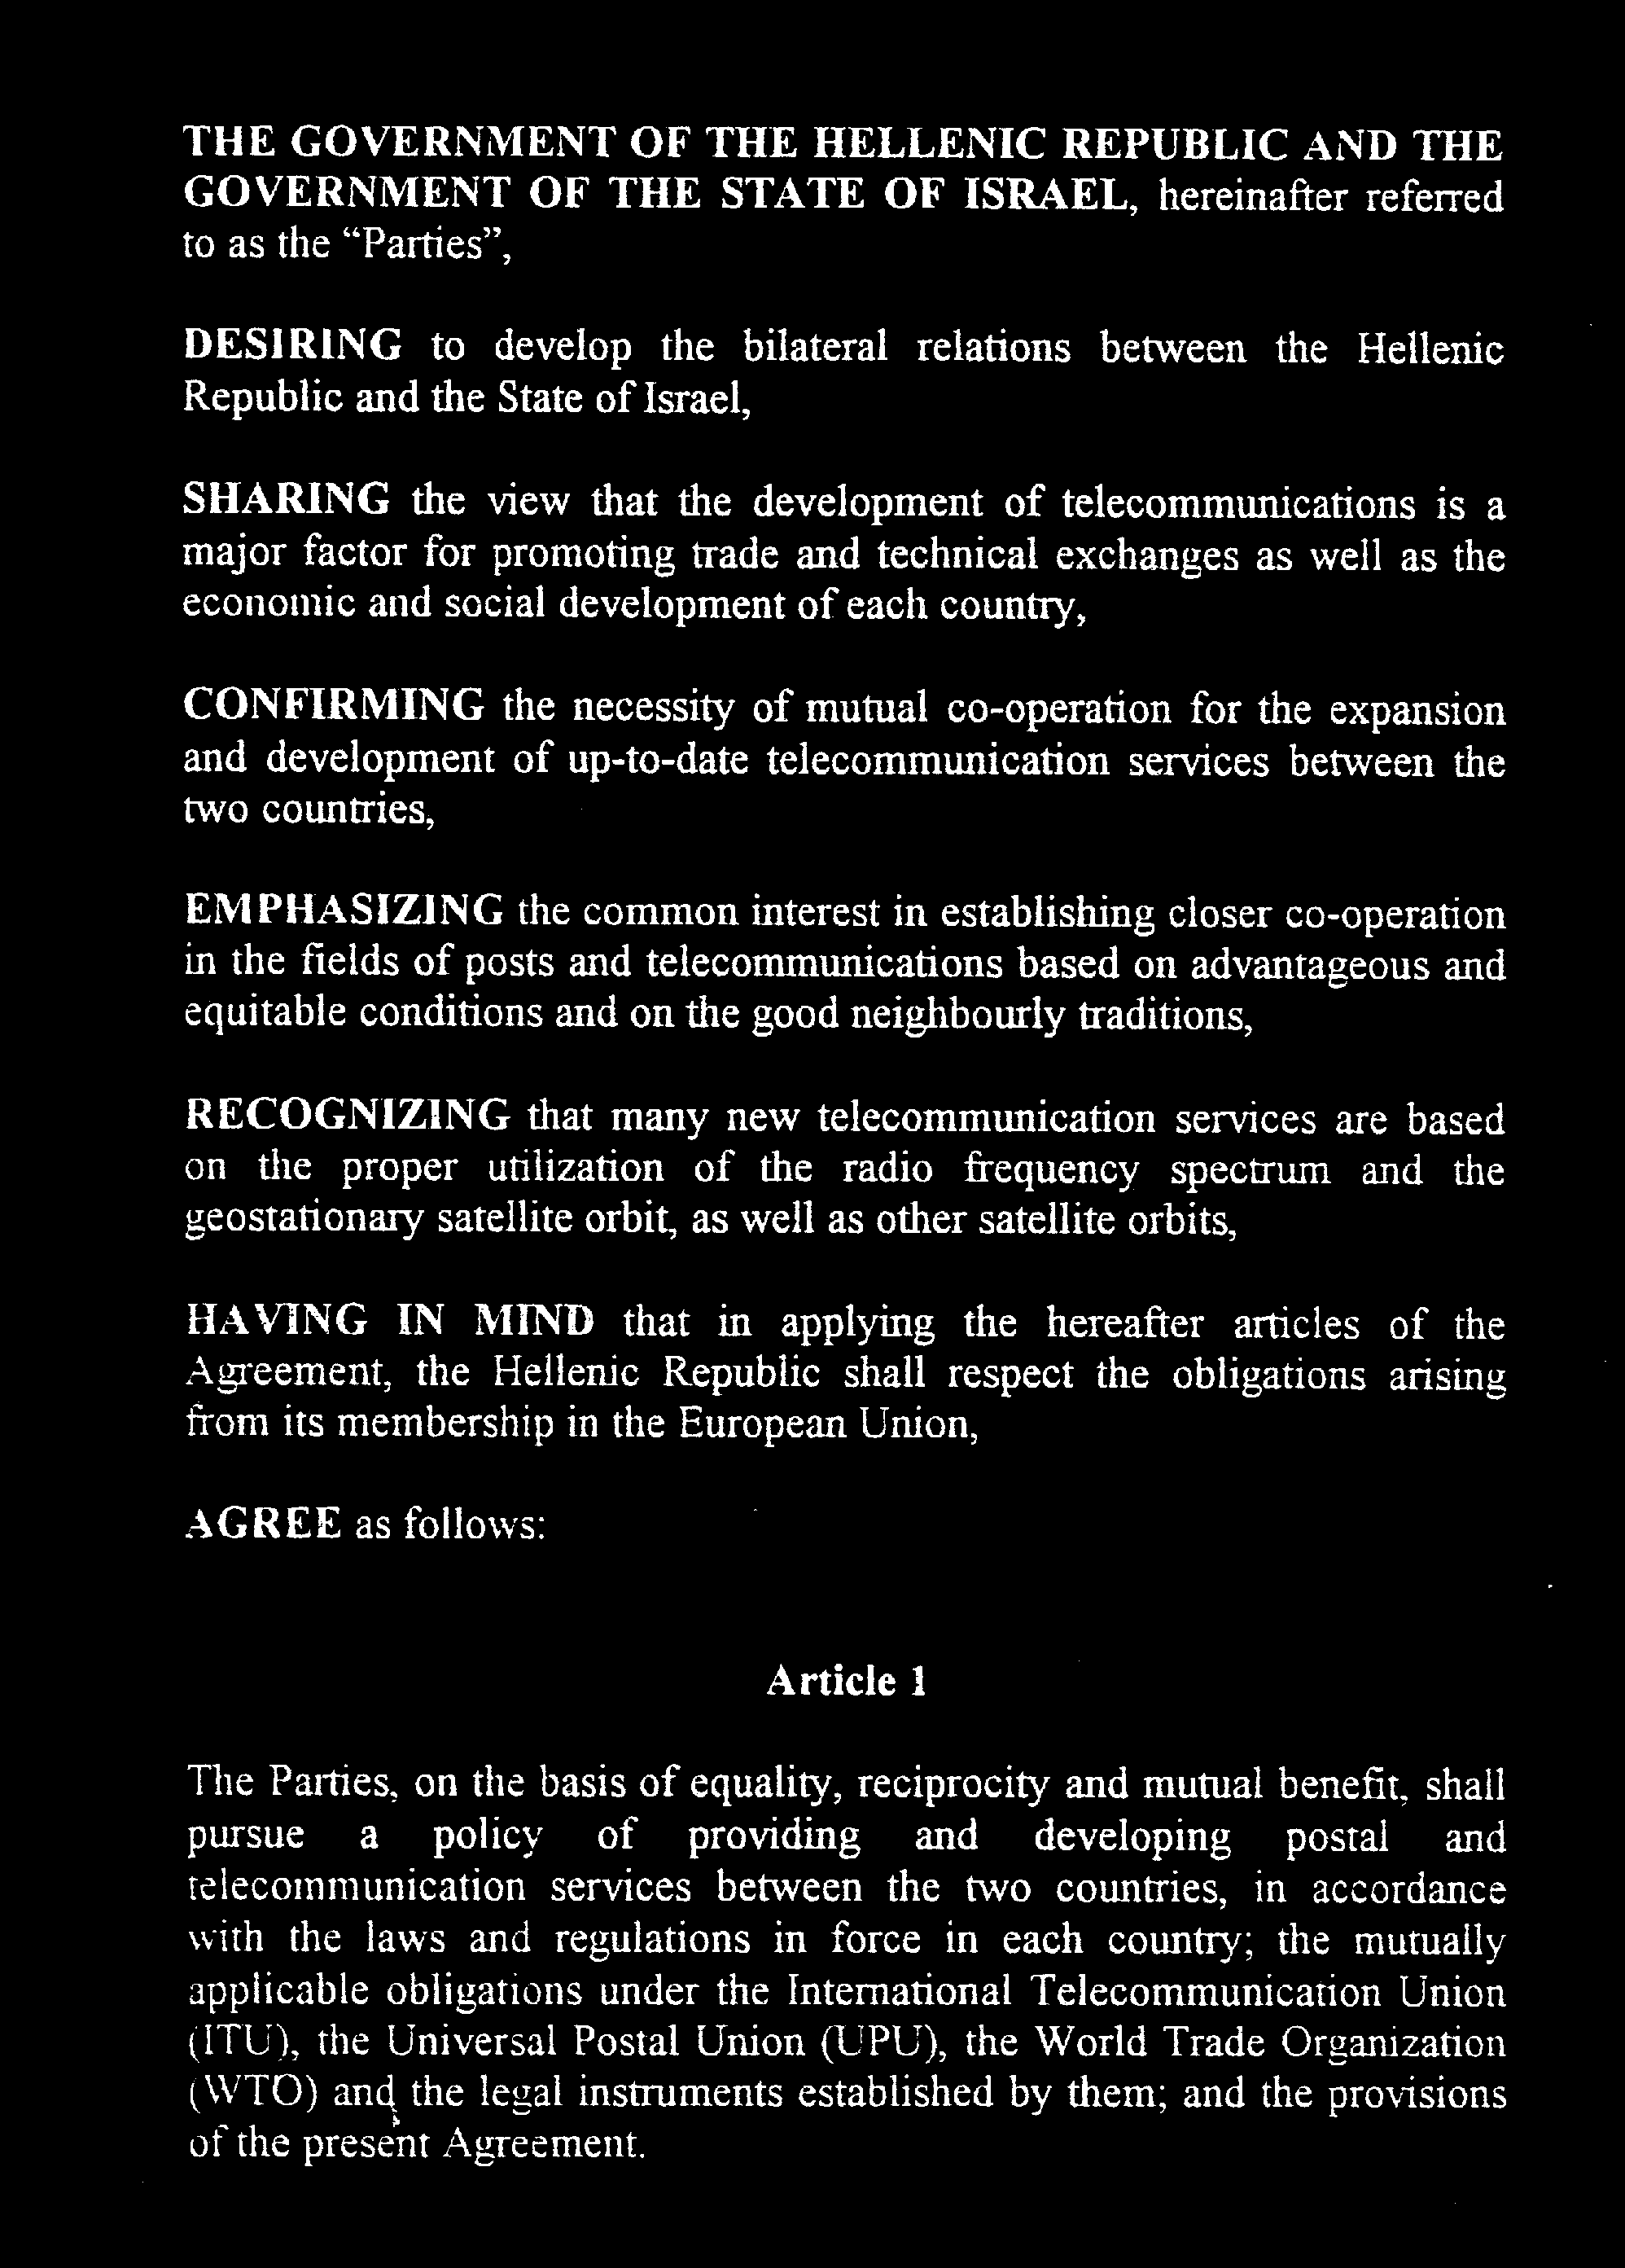 THE GOVERNMENT OF THE HELLENIC REPUBLIC AND THE
GOVERNMENT OF THE STATE OF ISRAEL, hereinafter referred
to as the “Parties”,
DESIRING to develop the bilateral relations between the Hellenic
Republic and the State of Israel,
SHARING the view that the development of telecommunications is a
major factor for promoting trade and technical exchanges as well as the
economic and social development of each country,
CONFIRMING the necessity of mutual co-operation for the expansion
and development of up-to-date telecommunication services between the
two countries,
EMPHASIZING the common interest in establishing closer co-operation
in the fields of posts and telecommunications based on advantageous and
equitable conditions and on the good neighbourly traditions,
RECOGNIZING that many new telecommunication services are based
on the proper utilization of the radio frequency spectrum and the
geostationary satellite orbit, as well as other satellite orbits,
HAVING IN MIND that in applying the hereafter articles of the
Agreement, the Hellenic Republic shall respect the obligations arising
from its membership in the European Union,
AGREE as follows:
Article 1
The Parties, on the basis of equality, reciprocity and mutual benefit, shall
pursue a policy of providing and developing postal and
telecommunication services between the two countries, in accordance
with the laws and regulations in force in each country; the mutually
applicable obligations under the International Telecommunication Union
(ITU), the Universal Postal Union (UPU), the World Trade Organization
(WTO) and the legal instruments established by them; and the provisions
of the present Agreement.